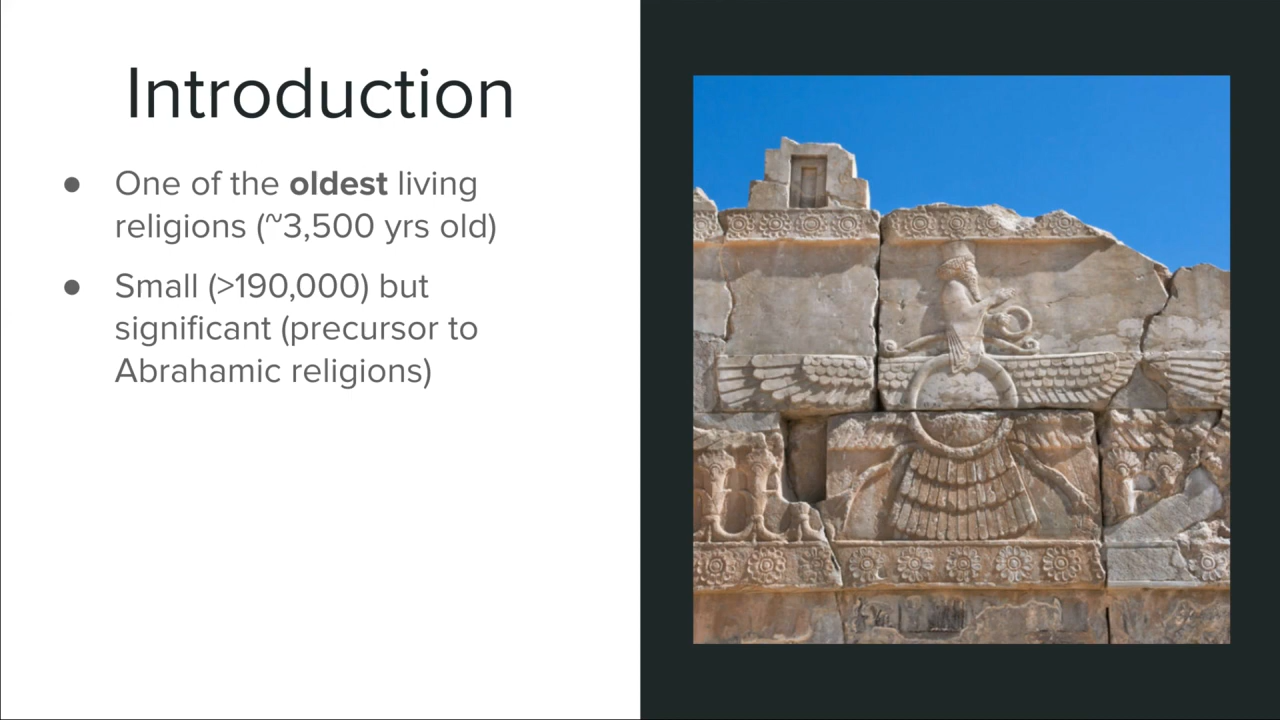 Introduction
● One of the oldest living
religions (~3,500 yrs old)
● Small (>190,000) but
significant (precursor to
Abrahamic religions)